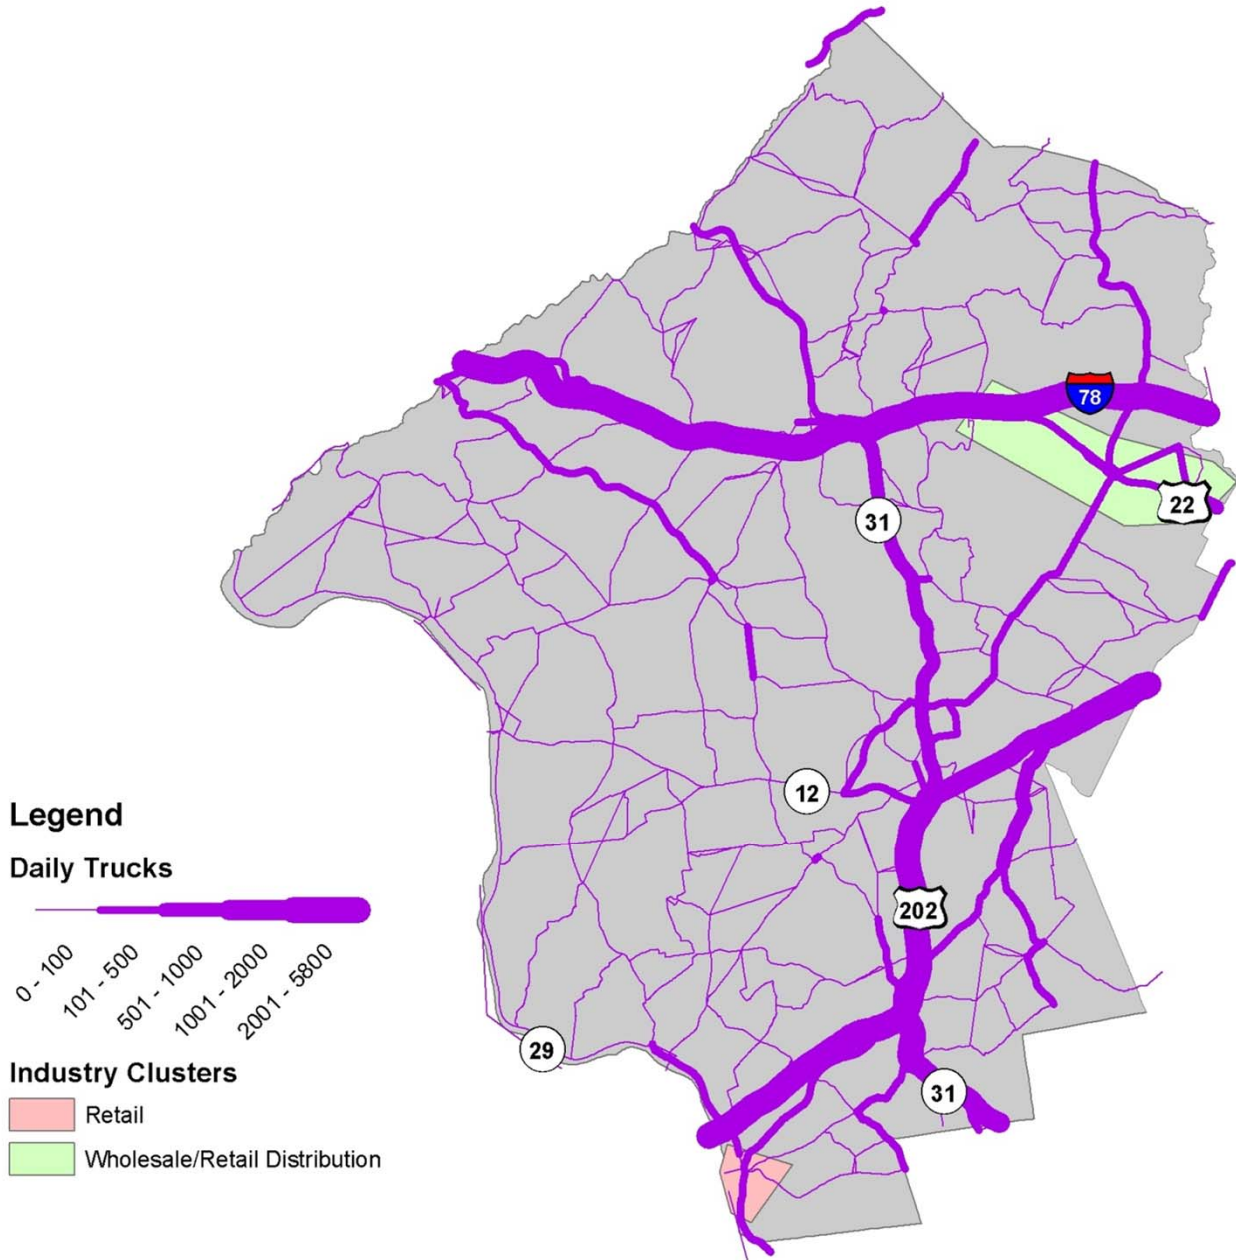 78
22
31
12
202
29
31
Legend
Daily Trucks
0 - 100
101 - 500
501 - 1000
1001 - 2000
2001 - 5800
Industry Clusters
Retail
Wholesale/Retail Distribution